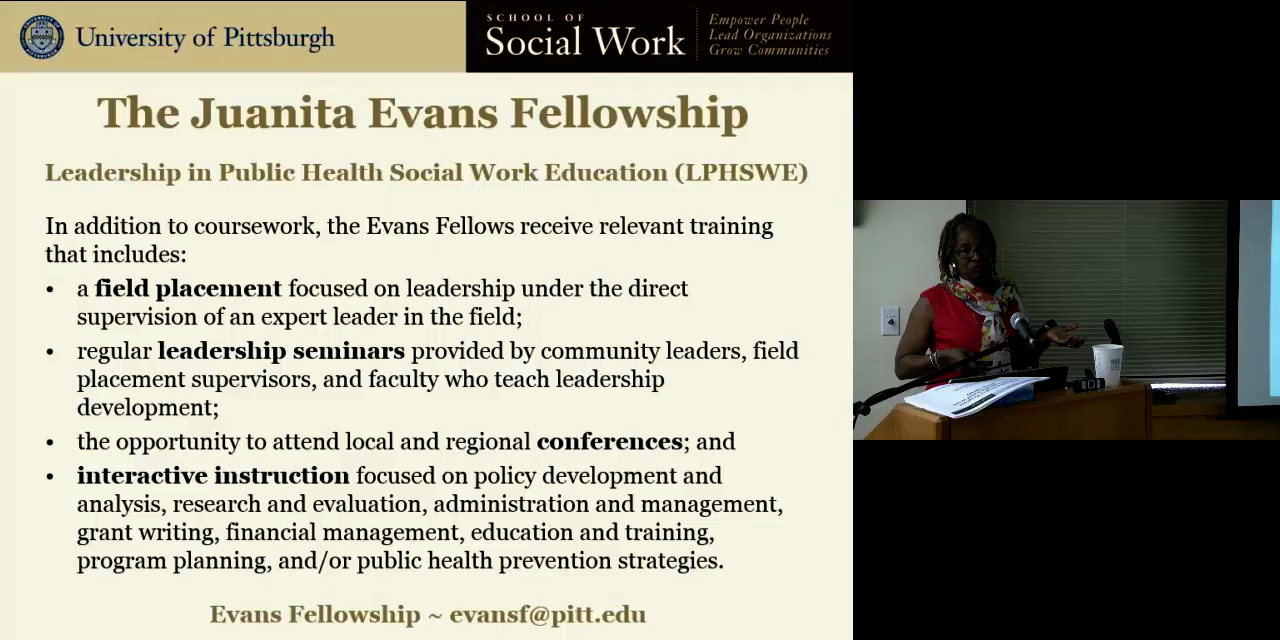 University of Pittsburgh
SCHOOL OF
Social Work
Empower People
Lead Organizations
Grow Communities
The Juanita Evans Fellowship
Leadership in Public Health Social Work Education (LPHSWE)
In addition to coursework, the Evans Fellows receive relevant training
that includes:
• a field placement focused on leadership under the direct
supervision of an expert leader in the field;
• regular leadership seminars provided by community leaders, field
placement supervisors, and faculty who teach leadership
development;
• the opportunity to attend local and regional conferences; and
• interactive instruction focused on policy development and
analysis, research and evaluation, administration and management,
grant writing, financial management, education and training,
program planning, and/or public health prevention strategies.
Evans Fellowship ~ evansf@pitt.edu